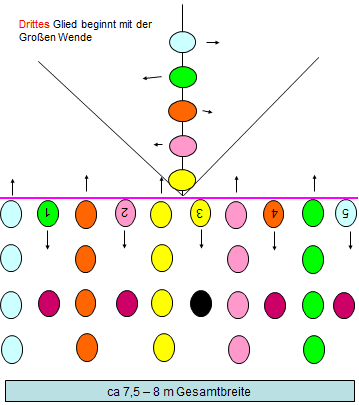 Drittes Glied beginnt mit der
Großen Wende
1 2 3 4 5
ca 7,5 – 8 m Gesamtbreite